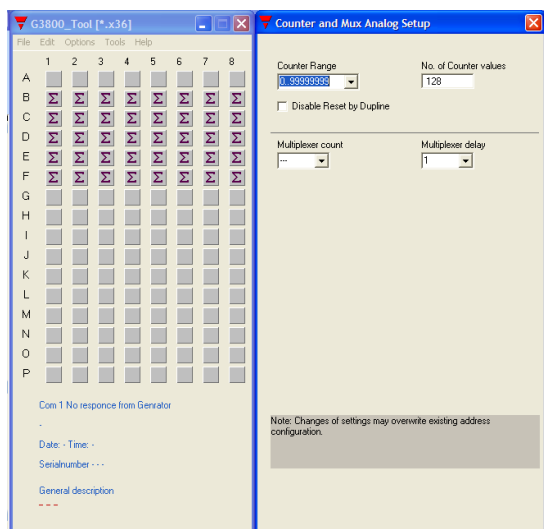 G3800_Tool [*.x36]
File Edit Options Tools Help
1 2 3 4 5 6 7 8
A
B Σ Σ Σ Σ Σ Σ Σ Σ
C Σ Σ Σ Σ Σ Σ Σ Σ
D Σ Σ Σ Σ Σ Σ Σ Σ
E Σ Σ Σ Σ Σ Σ Σ Σ
F Σ Σ Σ Σ Σ Σ Σ Σ
G
H
I
J
K
L
M
N
O
P
Com 1 No responce from Genrator
-
Date: - Time: -
Serialnumber - - -
General description
- - -
Counter and Mux Analog Setup
Counter Range
0..99999999
No. of Counter values
128
Disable Reset by Dupline
Multiplexer count
---
Multiplexer delay
1
Note: Changes of settings may overwrite existing address
configuration.